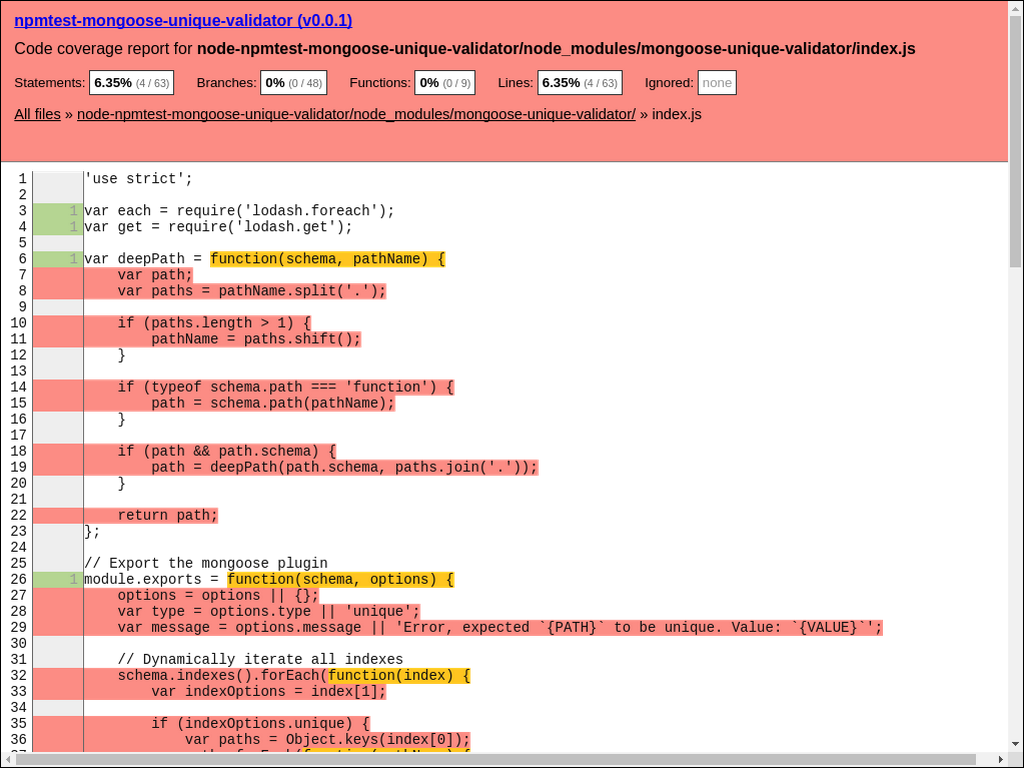 npmtest-mongoose-unique-validator (v0.0.1)
Code coverage report for node-npmtest-mongoose-unique-validator/node_modules/mongoose-unique-validator/index.js
Statements: 6.35% (4 / 63) Branches: 0% (0 / 48) Functions: 0% (0 / 9) Lines: 6.35% (4 / 63) Ignored: none
All files » node-npmtest-mongoose-unique-validator/node_modules/mongoose-unique-validator/ » index.js
1 'use strict';
2
3 1 var each = require('lodash.foreach');
4 1 var get = require('lodash.get');
5
6 1 var deepPath = function(schema, pathName) {
7     var path;
8     var paths = pathName.split('.');
9
10     if (paths.length > 1) {
11         pathName = paths.shift();
12     }
13
14     if (typeof schema.path === 'function') {
15         path = schema.path(pathName);
16     }
17
18     if (path && path.schema) {
19         path = deepPath(path.schema, paths.join('.'));
20     }
21
22     return path;
23 };
24
25 // Export the mongoose plugin
26 1 module.exports = function(schema, options) {
27     options = options || {};
28     var type = options.type || 'unique';
29     var message = options.message || 'Error, expected `{PATH}` to be unique. Value: `{VALUE}`';
30
31     // Dynamically iterate all indexes
32     schema.indexes().forEach(function(index) {
33         var indexOptions = index[1];
34
35         if (indexOptions.unique) {
36             var paths = Object.keys(index[0]);